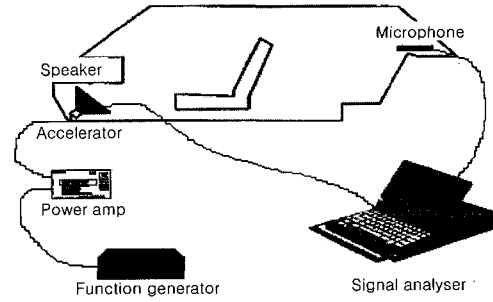 Microphone
Speaker
Accelerator
Power amp
Function generator
Signal analyser